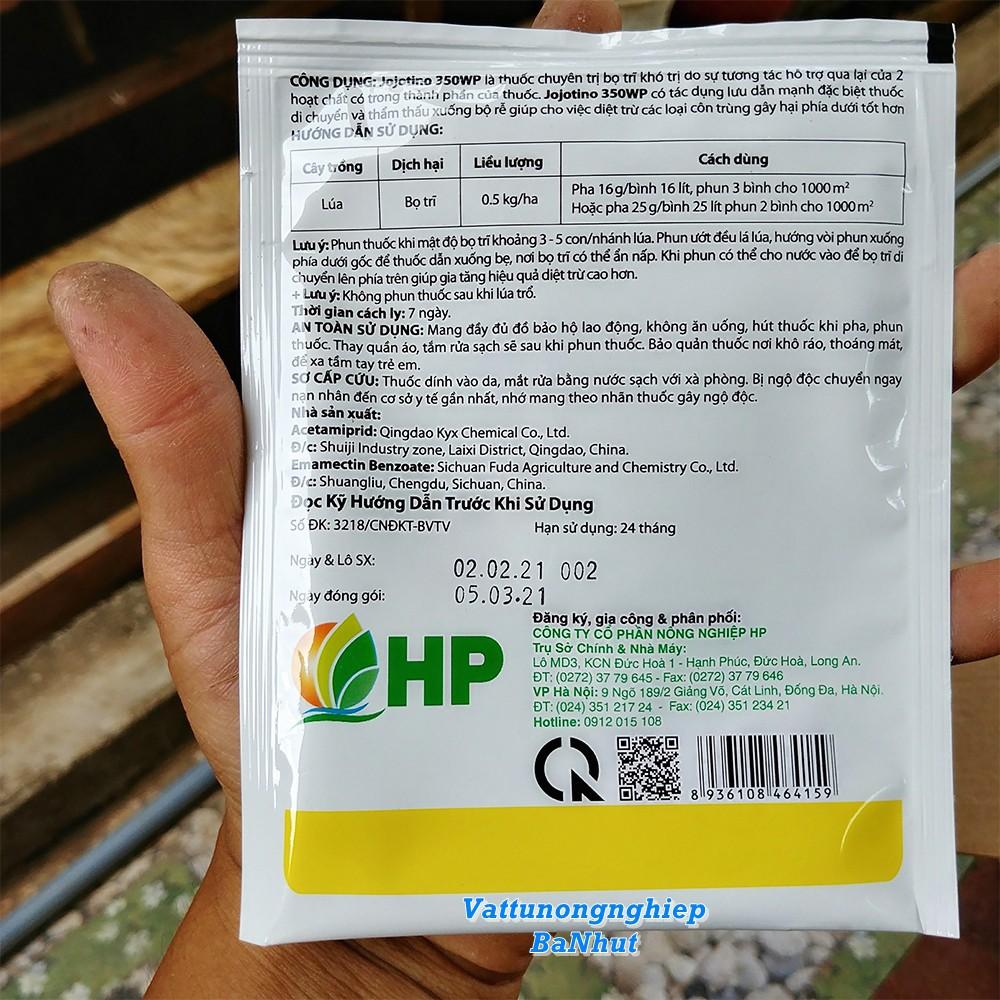 CÔNG DỤNG: Jojotino 350WP là thuốc chuyên trị bọ trĩ khó trị do sự tương tác hỗ trợ qua lại của 2
hoạt chất có trong thành phần của thuốc. Jojotino 350WP có tác dụng lưu dẫn mạnh đặc biệt thuốc
di chuyển và thẩm thấu xuống bộ rễ giúp cho việc diệt trừ các loại côn trùng gây hại phía dưới tốt hơn
HƯỚNG DẪN SỬ DỤNG:
Cây trồng Dịch hại Liều lượng Cách dùng
Lúa Bọ trĩ 0.5 kg/ha Pha 16 g/bình 16 lít, phun 3 bình cho 1000 m²
Hoặc pha 25 g/bình 25 lít phun 2 bình cho 1000 m²
Lưu ý: Phun thuốc khi mật độ bọ trĩ khoảng 3 - 5 con/nhánh lúa. Phun ướt đều lá lúa, hướng vòi phun xuống
phía dưới gốc để thuốc dẫn xuống bẹ, nơi bọ trĩ có thể ẩn nấp. Khi phun có thể cho nước vào để bọ trĩ di
chuyển lên phía trên giúp gia tăng hiệu quả diệt trừ cao hơn.
+ Lưu ý: Không phun thuốc sau khi lúa trổ.
Thời gian cách ly: 7 ngày.
AN TOÀN SỬ DỤNG: Mang đầy đủ đồ bảo hộ lao động, không ăn uống, hút thuốc khi pha, phun
thuốc. Thay quần áo, tắm rửa sạch sẽ sau khi phun thuốc. Bảo quản thuốc nơi khô ráo, thoáng mát,
để xa tầm tay trẻ em.
SƠ CẤP CỨU: Thuốc dính vào da, mắt rửa bằng nước sạch với xà phòng. Bị ngộ độc chuyển ngay
nạn nhân đến cơ sở y tế gần nhất, nhớ mang theo nhãn thuốc gây ngộ độc.
Nhà sản xuất:
Acetamiprid: Qingdao Kyx Chemical Co., Ltd.
Đ/c: Shuiji Industry zone, Laixi District, Qingdao, China.
Emamectin Benzoate: Sichuan Fuda Agriculture and Chemistry Co., Ltd.
Đ/c: Shuangliu, Chengdu, Sichuan, China.
Đọc Kỹ Hướng Dẫn Trước Khi Sử Dụng
Số ĐK: 3218/CNĐKT-BVTV Hạn sử dụng: 24 tháng
Ngày & Lô SX: 02.02.21 002
Ngày đóng gói: 05.03.21
HP
Đăng ký, gia công & phân phối:
CÔNG TY CỔ PHẦN NÔNG NGHIỆP HP
Trụ Sở Chính & Nhà Máy:
Lô MD3, KCN Đức Hoà 1 - Hạnh Phúc, Đức Hoà, Long An.
ĐT: (0272) 37 79 645 - Fax: (0272) 37 79 646
VP Hà Nội: 9 Ngõ 189/2 Giảng Võ, Cát Linh, Đống Đa, Hà Nội.
ĐT: (024) 351 217 24 - Fax: (024) 351 234 21
Hotline: 0912 015 108
8 936108 464159
Vattunongnghiep
BaNhut